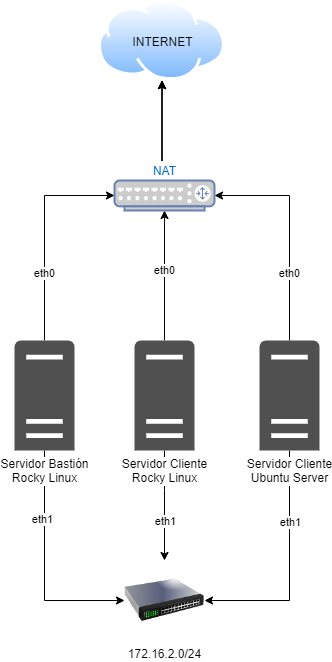 INTERNET
NAT
eth0
eth0
eth0
Servidor Bastión
Rocky Linux
Servidor Cliente
Rocky Linux
Servidor Cliente
Ubuntu Server
eth1
eth1
eth1
172.16.2.0/24